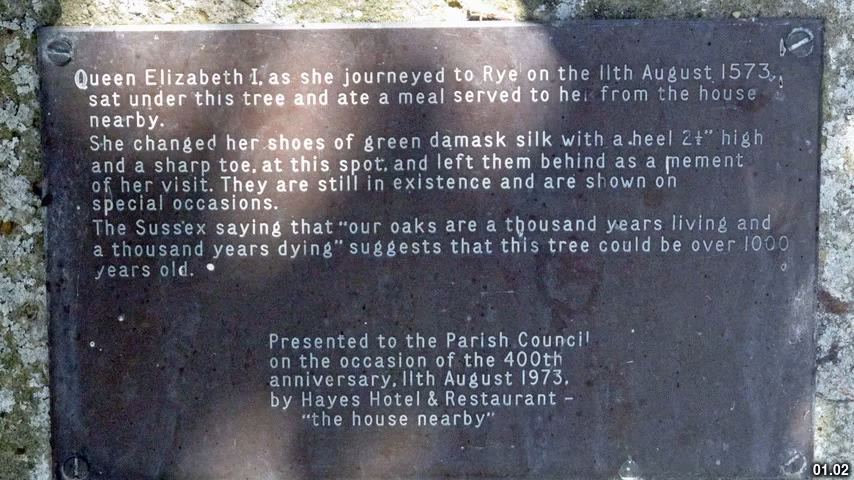 Queen Elizabeth I, as she journeyed to Rye on the 11th August 1573,
sat under this tree and ate a meal served to her from the house
nearby.
She changed her shoes of green damask silk with a heel 2½" high
and a sharp toe, at this spot, and left them behind as a mement
of her visit. They are still in existence and are shown on
special occasions.
The Sussex saying that "our oaks are a thousand years living and
a thousand years dying" suggests that this tree could be over 1000
years old.
Presented to the Parish Council
on the occasion of the 400th
anniversary, 11th August 1973,
by Hayes Hotel & Restaurant –
"the house nearby"
01.02